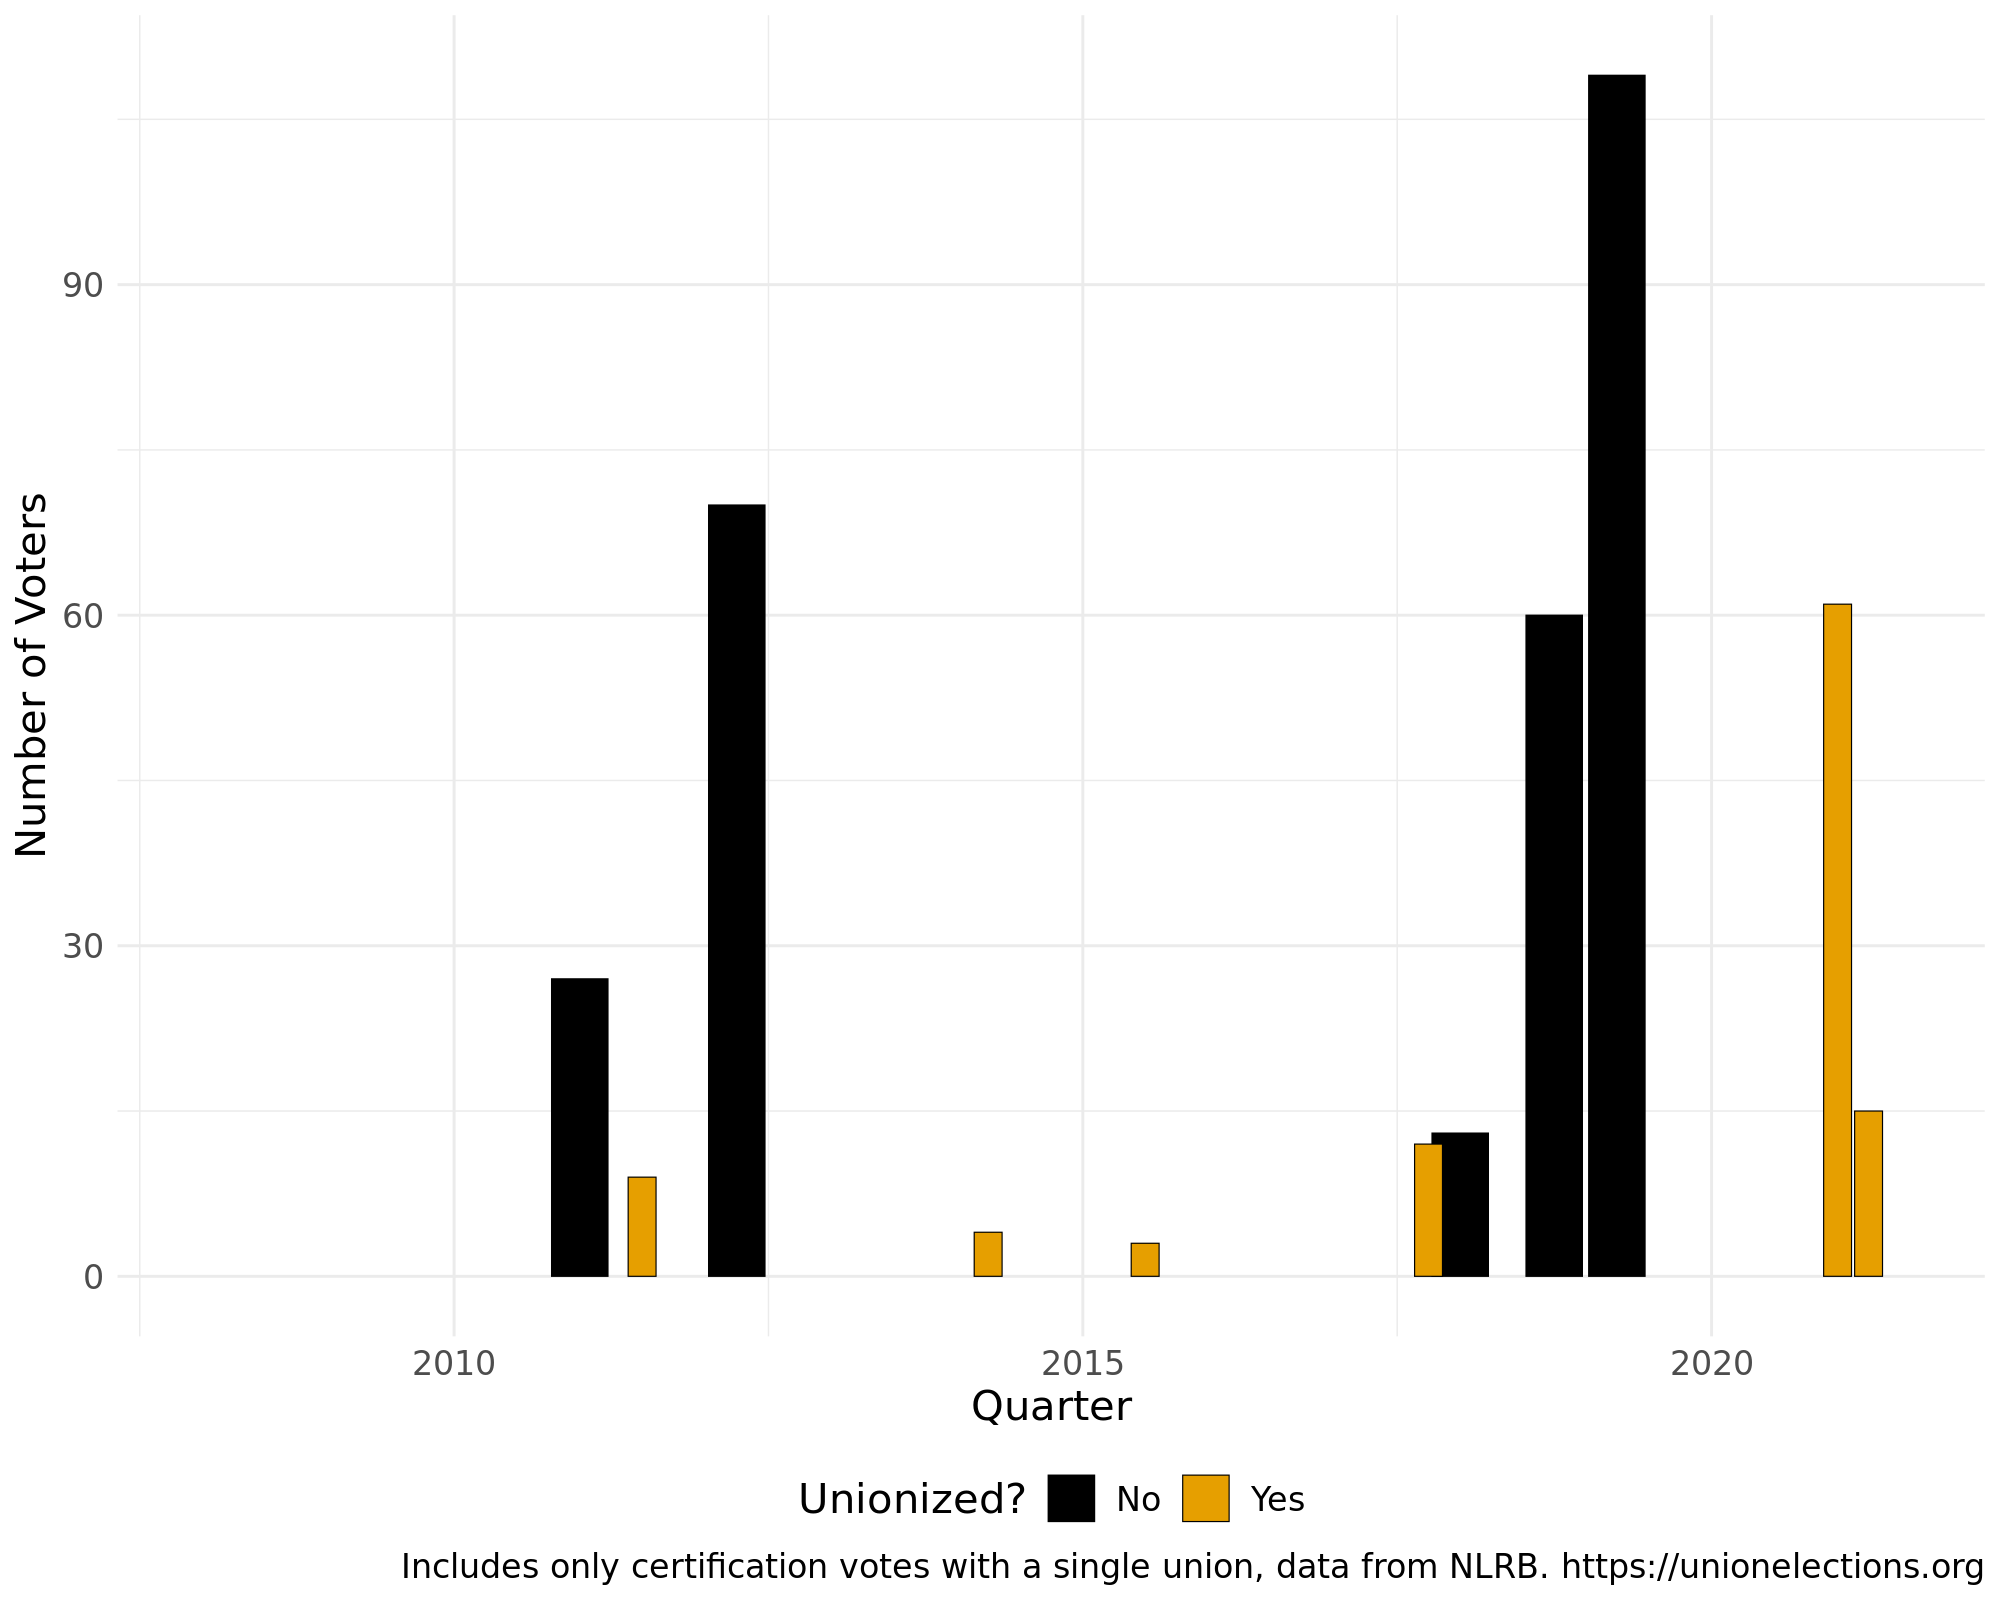 Number of Voters
90
60
30
0
2010 2015 2020
Quarter
Unionized? No Yes
Includes only certification votes with a single union, data from NLRB. https://unionelections.org